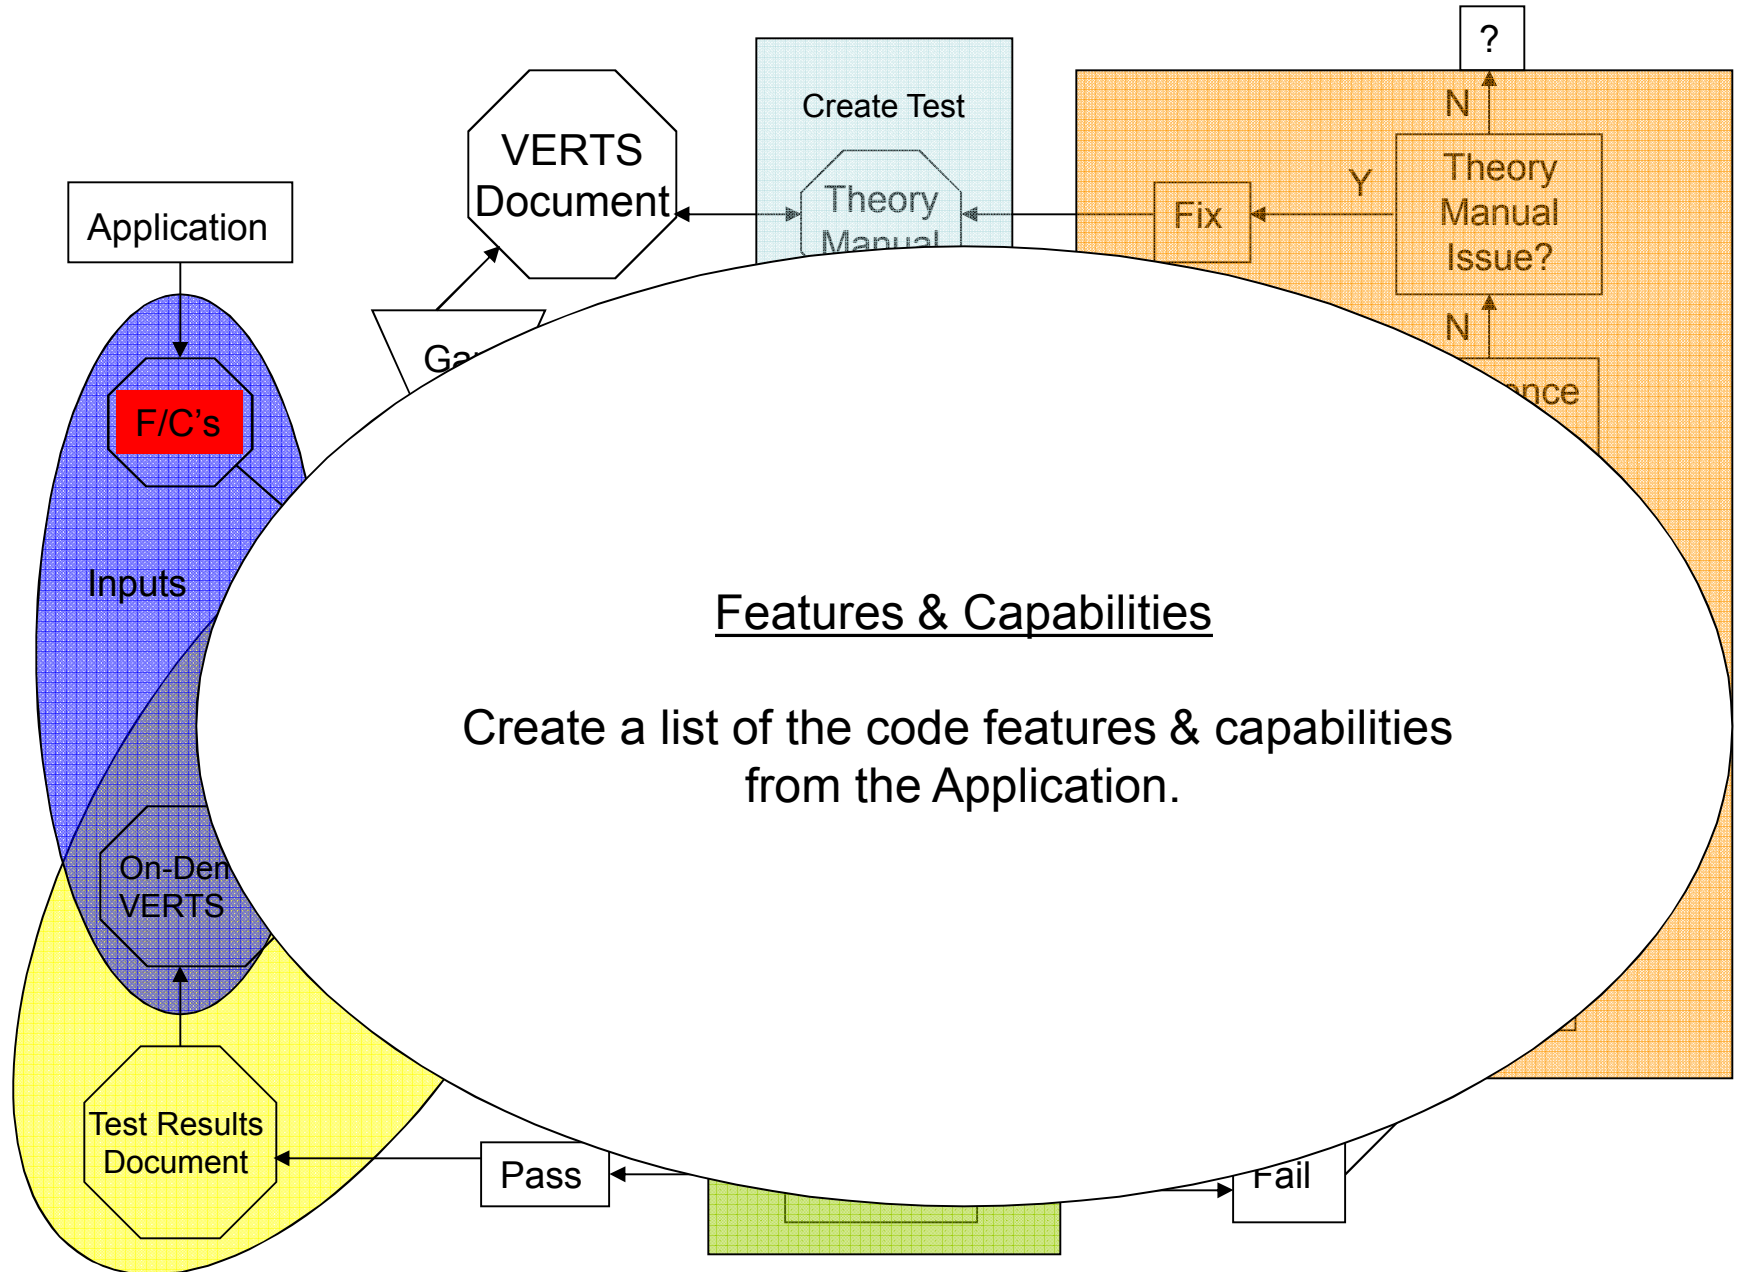 ?
Create Test
N
VERTS
Document
Theory
Manual
Y
Fix
Theory
Manual
Issue?
Application
N
F/C's
Inputs
Features & Capabilities
Create a list of the code features & capabilities
from the Application.
VERTS
Test Results
Document
Pass
Fail